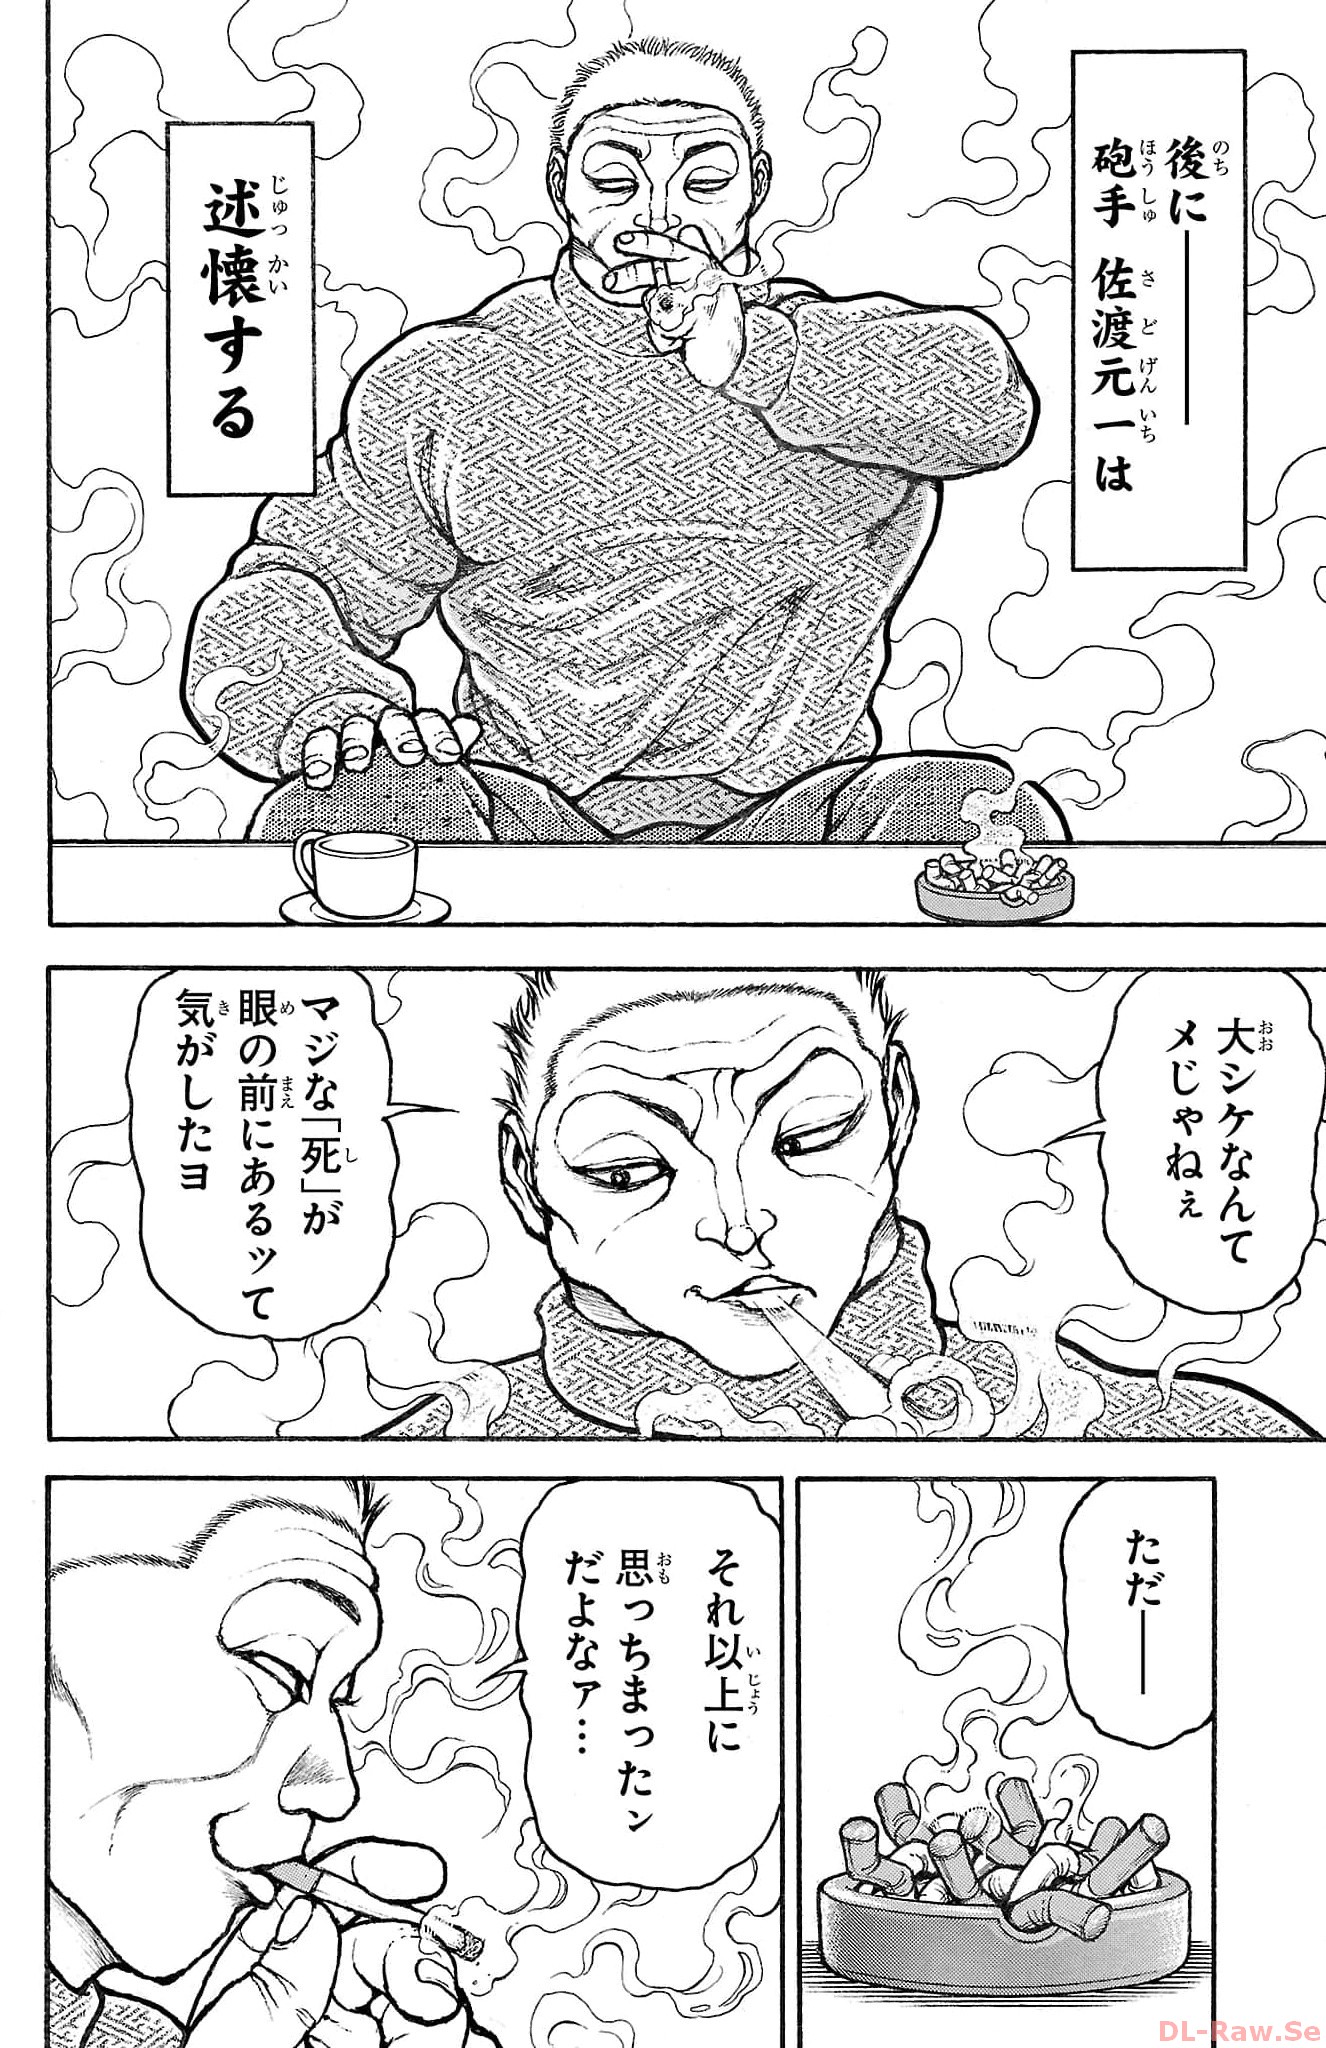 後に――
砲手 佐渡元一は
述懐する
大シケなんて
メじゃねぇ
マジな「死」が
眼の前にあるッて
気がしたヨ
ただ――
それ以上に
思っちまったン
だよなァ…
DL-Raw.Se